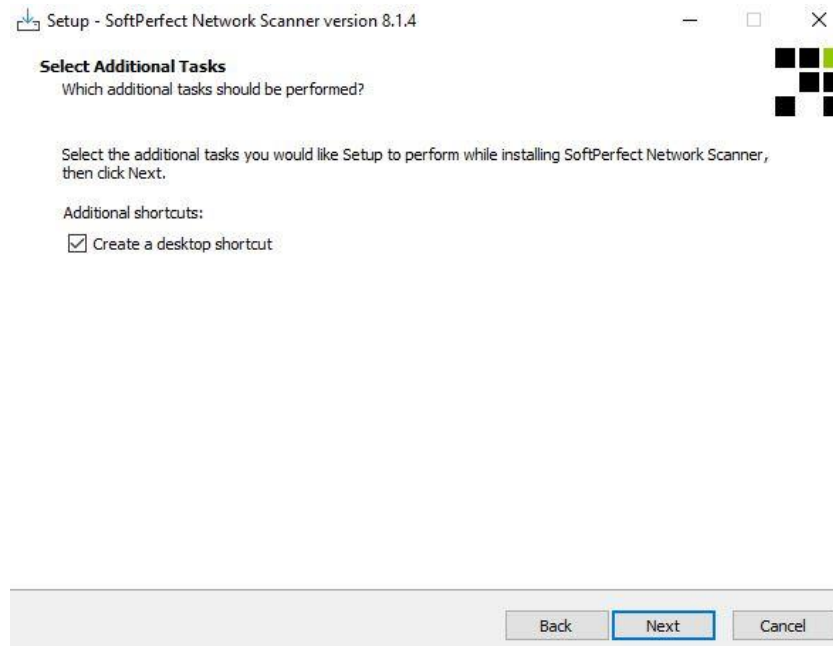 Setup - SoftPerfect Network Scanner version 8.1.4
Select Additional Tasks
Which additional tasks should be performed?
Select the additional tasks you would like Setup to perform while installing SoftPerfect Network Scanner,
then click Next.
Additional shortcuts:
Create a desktop shortcut
Back Next Cancel